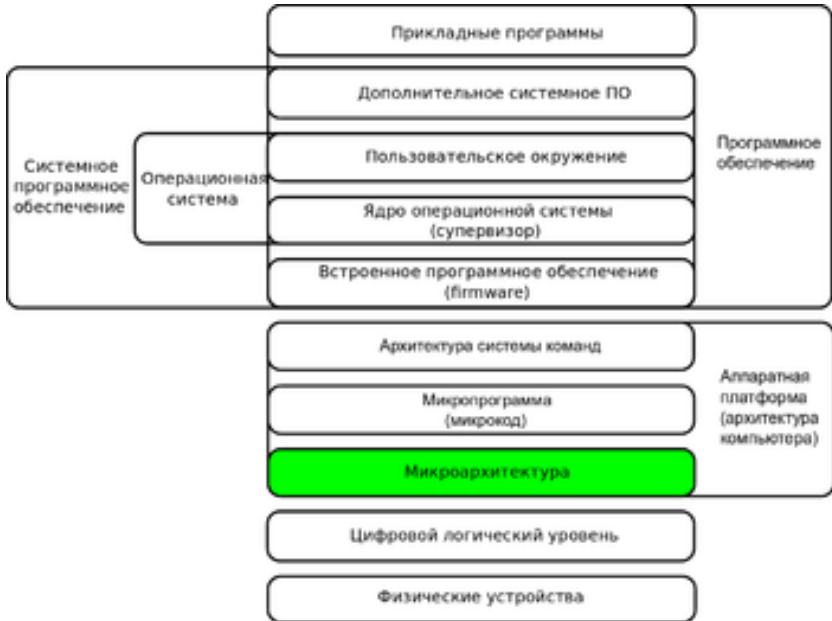 Прикладные программы
Дополнительное системное ПО
Системное
программное
обеспечение
Операционная
система
Пользовательское окружение
Программное
обеспечение
Ядро операционной системы
(супервизор)
Встроенное программное обеспечение
(firmware)
Архитектура системы команд
Микропрограмма
(микрокод)
Аппаратная
платформа
(архитектура
компьютера)
Микроархитектура
Цифровой логический уровень
Физические устройства